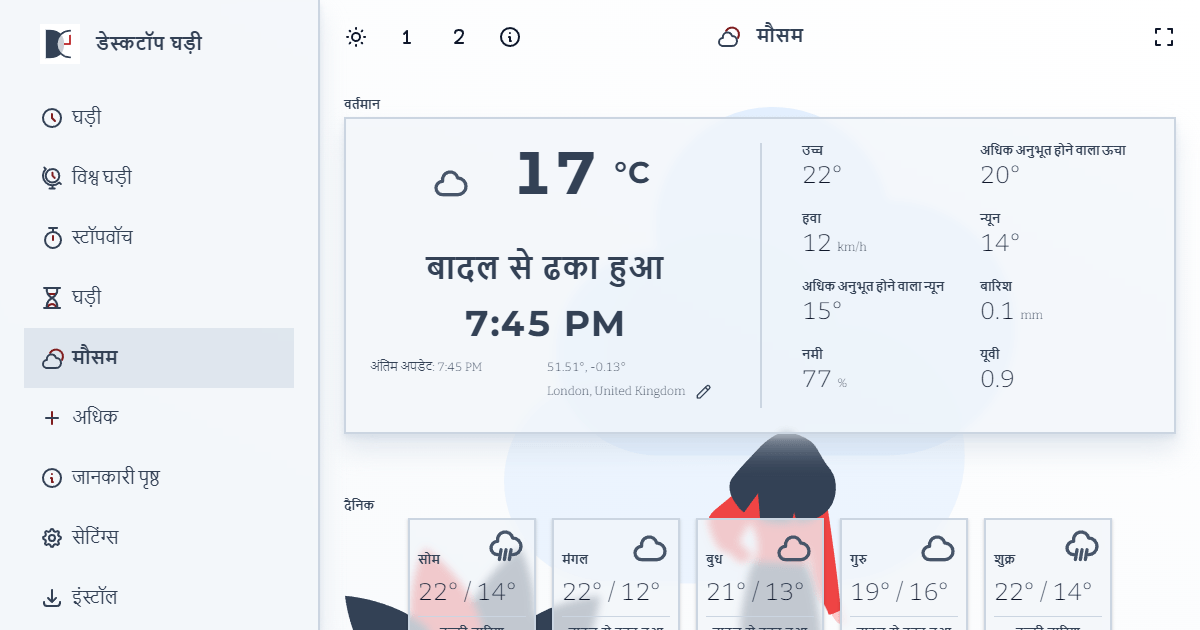 डेस्कटॉप घड़ी
घड़ी
विश्व घड़ी
स्टॉपवॉच
घड़ी
मौसम
अधिक
जानकारी पृष्ठ
सेटिंग्स
इंस्टॉल
1 2
मौसम
वर्तमान
17 °C
बादल से ढका हुआ
7:45 PM
अंतिम अपडेट: 7:45 PM
51.51°, -0.13°
London, United Kingdom
उच्च
22°
अधिक अनुभूत होने वाला ऊचा
20°
हवा
12 km/h
न्यून
14°
अधिक अनुभूत होने वाला न्यून
15°
बारिश
0.1 mm
नमी
77 %
यूवी
0.9
दैनिक
सोम
22° / 14°
मंगल
22° / 12°
बुध
21° / 13°
गुरु
19° / 16°
शुक्र
22° / 14°